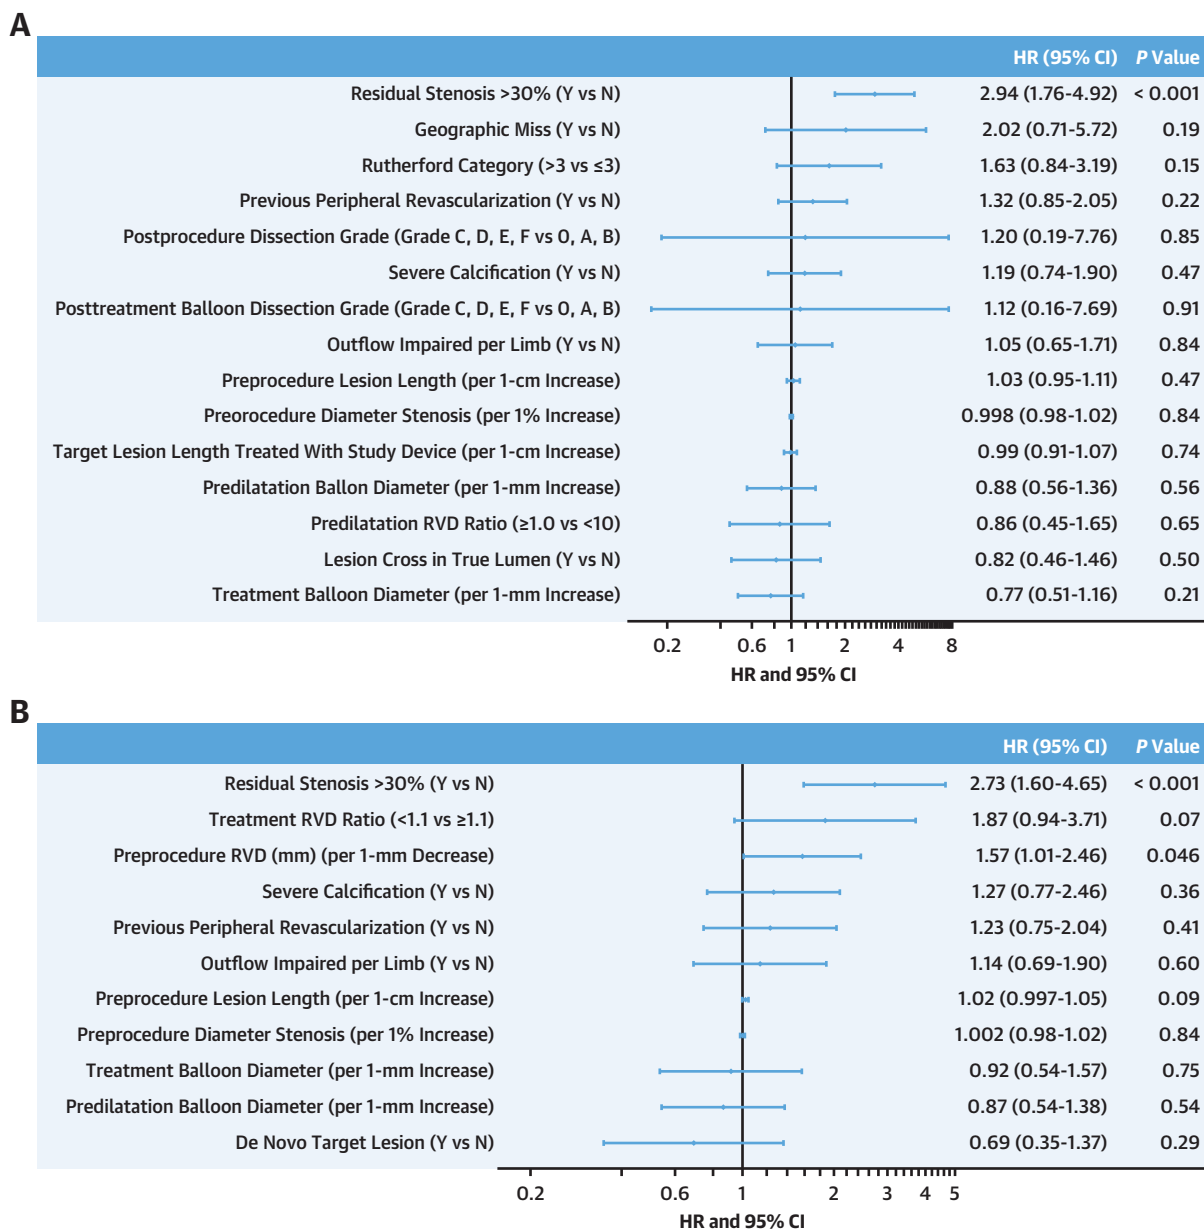 A
HR (95% CI) P Value
Residual Stenosis >30% (Y vs N) 2.94 (1.76-4.92) < 0.001
Geographic Miss (Y vs N) 2.02 (0.71-5.72) 0.19
Rutherford Category (>3 vs ≤3) 1.63 (0.84-3.19) 0.15
Previous Peripheral Revascularization (Y vs N) 1.32 (0.85-2.05) 0.22
Postprocedure Dissection Grade (Grade C, D, E, F vs 0, A, B) 1.20 (0.19-7.76) 0.85
Severe Calcification (Y vs N) 1.19 (0.74-1.90) 0.47
Posttreatment Balloon Dissection Grade (Grade C, D, E, F vs 0, A, B) 1.12 (0.16-7.69) 0.91
Outflow Impaired per Limb (Y vs N) 1.05 (0.65-1.71) 0.84
Preprocedure Lesion Length (per 1-cm Increase) 1.03 (0.95-1.11) 0.47
Preorocedure Diameter Stenosis (per 1% Increase) 0.998 (0.98-1.02) 0.84
Target Lesion Length Treated With Study Device (per 1-cm Increase) 0.99 (0.91-1.07) 0.74
Predilatation Ballon Diameter (per 1-mm Increase) 0.88 (0.56-1.36) 0.56
Predilatation RVD Ratio (≥1.0 vs <10) 0.86 (0.45-1.65) 0.65
Lesion Cross in True Lumen (Y vs N) 0.82 (0.46-1.46) 0.50
Treatment Balloon Diameter (per 1-mm Increase) 0.77 (0.51-1.16) 0.21
0.2 0.6 1 2 4 8
HR and 95% CI
B
HR (95% CI) P Value
Residual Stenosis >30% (Y vs N) 2.73 (1.60-4.65) < 0.001
Treatment RVD Ratio (<1.1 vs ≥1.1) 1.87 (0.94-3.71) 0.07
Preprocedure RVD (mm) (per 1-mm Decrease) 1.57 (1.01-2.46) 0.046
Severe Calcification (Y vs N) 1.27 (0.77-2.46) 0.36
Previous Peripheral Revascularization (Y vs N) 1.23 (0.75-2.04) 0.41
Outflow Impaired per Limb (Y vs N) 1.14 (0.69-1.90) 0.60
Preprocedure Lesion Length (per 1-cm Increase) 1.02 (0.997-1.05) 0.09
Preprocedure Diameter Stenosis (per 1% Increase) 1.002 (0.98-1.02) 0.84
Treatment Balloon Diameter (per 1-mm Increase) 0.92 (0.54-1.57) 0.75
Predilatation Balloon Diameter (per 1-mm Increase) 0.87 (0.54-1.38) 0.54
De Novo Target Lesion (Y vs N) 0.69 (0.35-1.37) 0.29
0.2 0.6 1 2 3 4 5
HR and 95% CI